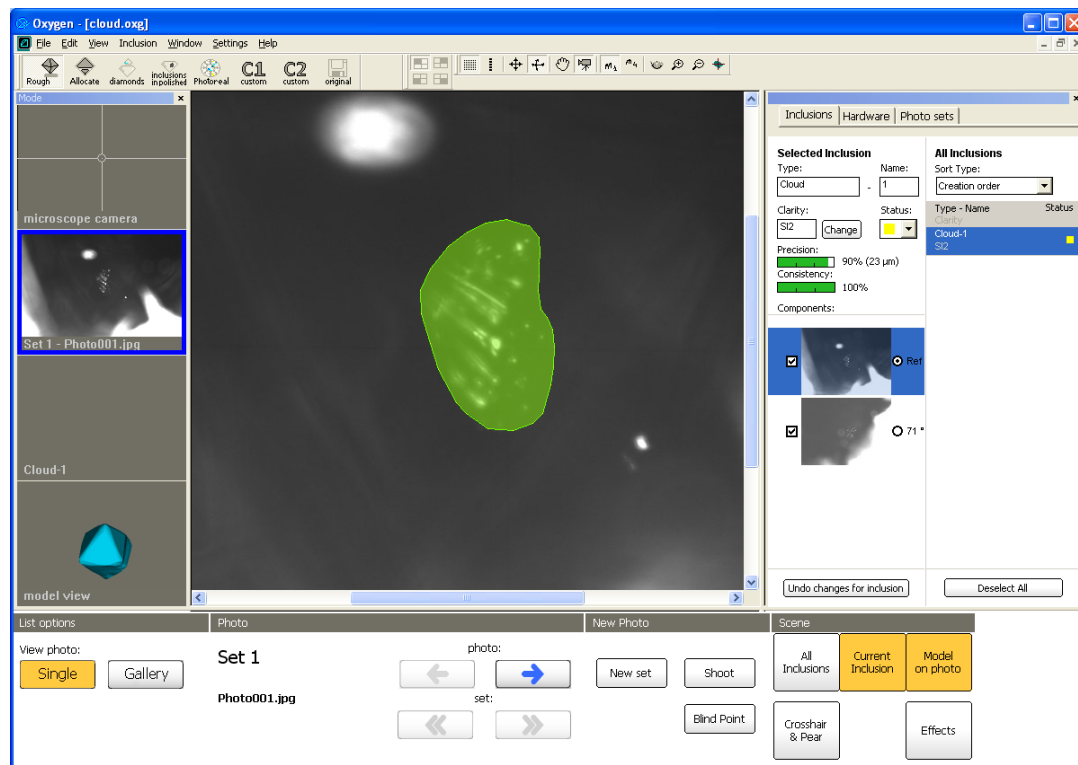 Oxygen - [cloud.oxg]
File Edit View Inclusion Window Settings Help
Rough
Allocate
diamonds
inclusions
inpolished
Photoreal
C1
custom
C2
custom
original
Mode
microscope camera
Set 1 - Photo001.jpg
Cloud-1
model view
Inclusions
Hardware
Photo sets
Selected Inclusion
Type:
Name:
Cloud
-
1
Clarity:
Status:
SI2
Change
Precision:
90% (23 µm)
Consistency:
100%
Components:
Ref
71 °
Undo changes for inclusion
All Inclusions
Sort Type:
Creation order
Type - Name
Status
Clarity
Cloud-1
SI2
Deselect All
List options
View photo:
Single
Gallery
Photo
Set 1
Photo001.jpg
photo:
set:
New Photo
New set
Shoot
Blind Point
Scene
All
Inclusions
Current
Inclusion
Model
on photo
Crosshair
& Pear
Effects